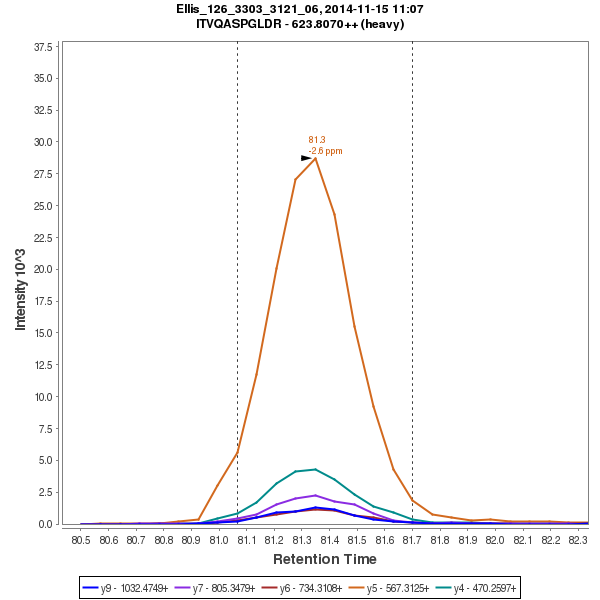 Ellis_126_3303_3121_06, 2014-11-15 11:07
ITVQASPGLDR - 623.8070++ (heavy)
37.5
35.0
32.5
30.0
27.5
25.0
22.5
20.0
17.5
15.0
12.5
10.0
7.5
5.0
2.5
0.0
Intensity 10^3
81.3
-2.6 ppm
80.5 80.6 80.7 80.8 80.9 81.0 81.1 81.2 81.3 81.4 81.5 81.6 81.7 81.8 81.9 82.0 82.1 82.2 82.3
Retention Time
y9 - 1032.4749+ y7 - 805.3479+ y6 - 734.3108+ y5 - 567.3125+ y4 - 470.2597+